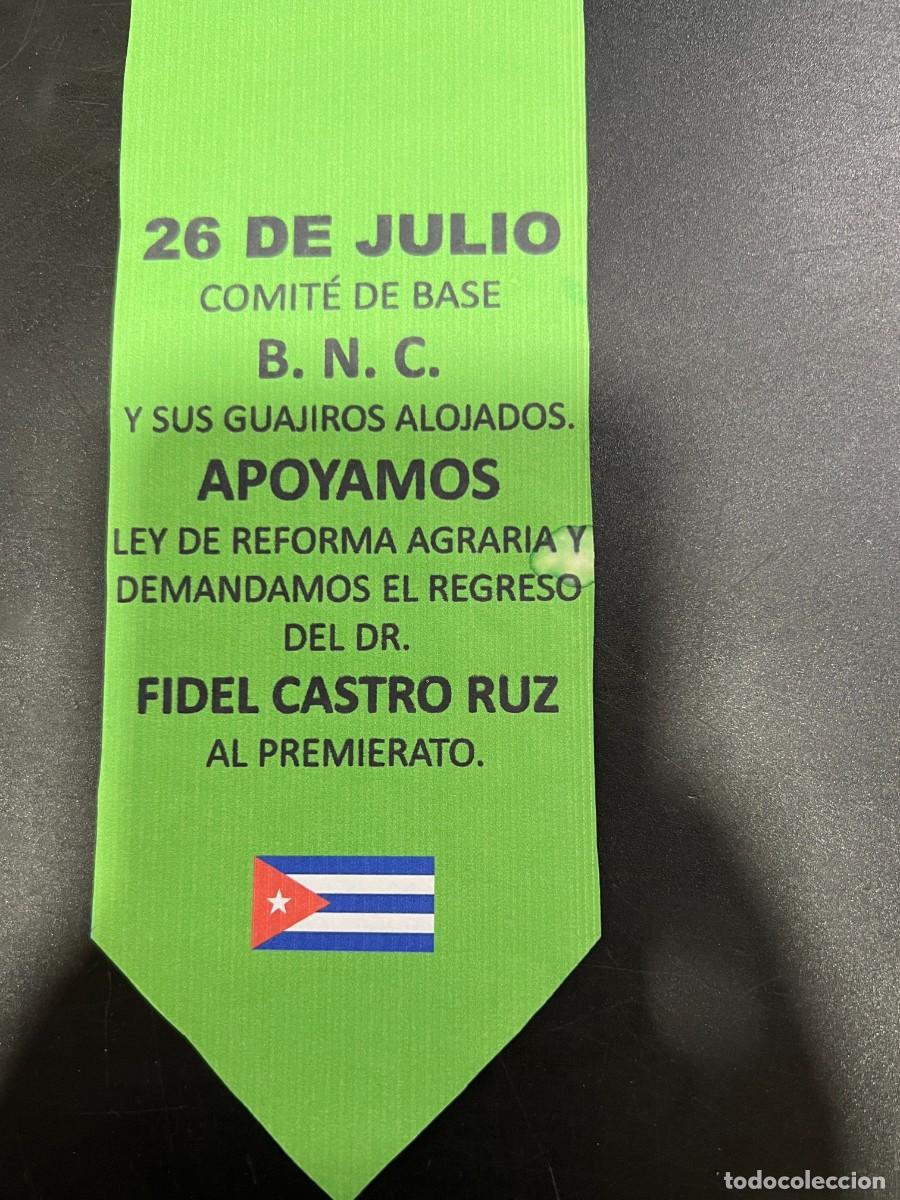 26 DE JULIO
COMITÉ DE BASE
B. N. C.
Y SUS GUAJIROS ALOJADOS.
APOYAMOS
LEY DE REFORMA AGRARIA Y
DEMANDAMOS EL REGRESO
DEL DR.
FIDEL CASTRO RUZ
AL PREMIERATO.
todocoleccion